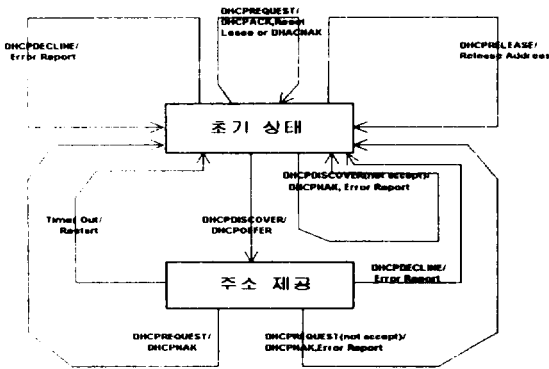 DHCPREQUEST/
DHCPACK,Reset
Lease or DHACNAK
DHCPDECLINE/
Error Report
DHCPRELEASE/
Release Address
초기 상태
DHCPDISCOVER(not accept)/
DHCPNAK, Error Report
Timer Out/
Restart
DHCPDISCOVER/
DHCPOFFER
주소 제공
DHCPDECLINE/
Error Report
DHCPREQUEST/
DHCPNAK
DHCPREQUEST(not accept)/
DHCPNAK,Error Report